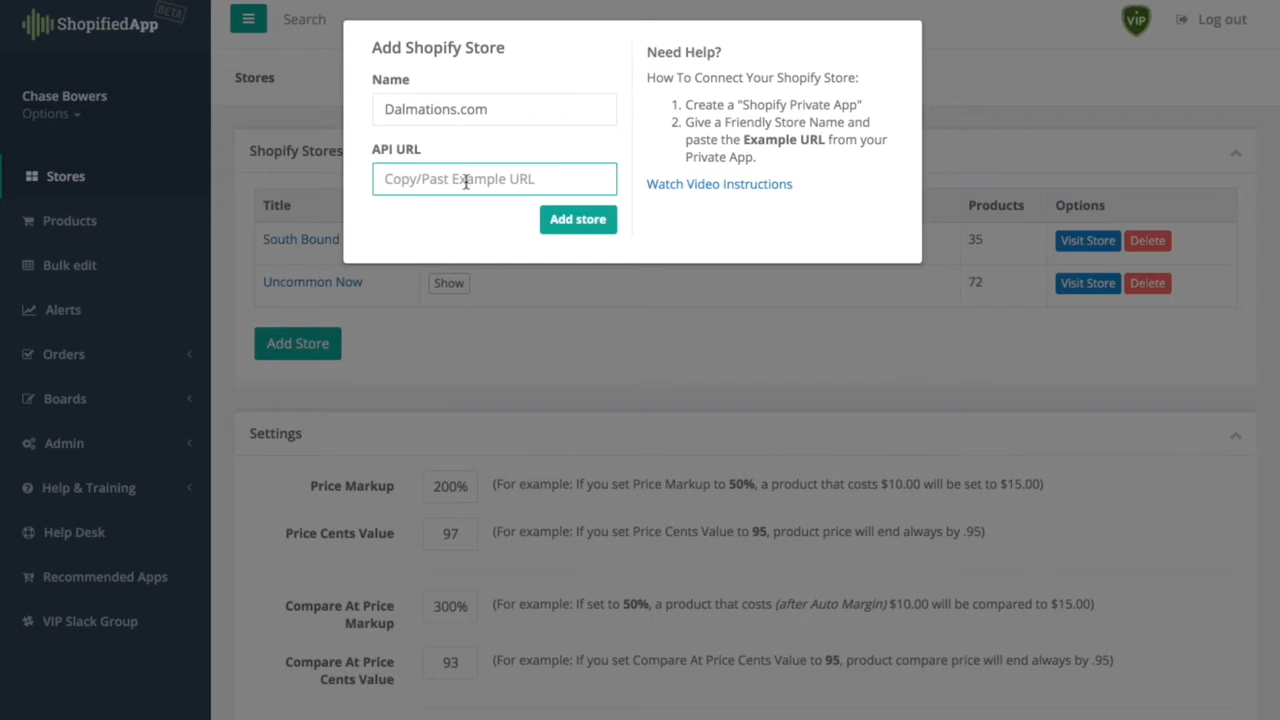 ShopifiedApp
BETA
Search
VIP
Log out
Chase Bowers
Options
Stores
Products
Bulk edit
Alerts
Orders
Boards
Admin
Help & Training
Help Desk
Recommended Apps
VIP Slack Group
Stores
Add Shopify Store
Name
Dalmations.com
API URL
Copy/Past Example URL
Add store
Need Help?
How To Connect Your Shopify Store:
1. Create a "Shopify Private App"
2. Give a Friendly Store Name and
paste the Example URL from your
Private App.
Watch Video Instructions
Shopify Stores
Title
Products
Options
South Bound
35
Visit Store
Delete
Uncommon Now
Show
72
Visit Store
Delete
Add Store
Settings
Price Markup
200%
(For example: If you set Price Markup to 50%, a product that costs $10.00 will be set to $15.00)
Price Cents Value
97
(For example: If you set Price Cents Value to 95, product price will end always by .95)
Compare At Price
Markup
300%
(For example: If set to 50%, a product that costs (after Auto Margin) $10.00 will be compared to $15.00)
Compare At Price
Cents Value
93
(For example: If you set Compare At Price Cents Value to 95, product compare price will end always by .95)